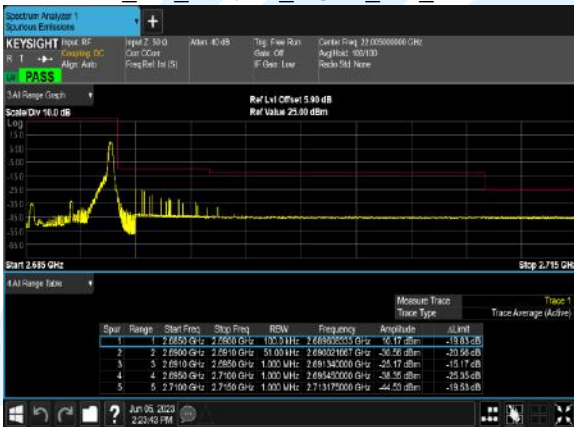 Spectrum Analyzer 1
Spurious Emissions
KEYSIGHT Input: RF Input Z: 50 Ω Atten: 40 dB Trig: Free Run Center Freq: 22.005000000 GHz
R T Coupling: DC Corr CCorr Gate: Off Avg|Hold: 100/100
Align: Auto Freq Ref: Int (S) IF Gain: Low Radio Std: None
PASS
3 All Range Graph
Ref Lvl Offset 5.90 dB
Scale/Div 10.0 dB Ref Value 25.00 dBm
Log
15.0
5.00
-5.00
-15.0
-25.0
-35.0
-45.0
-55.0
-65.0
Start 2.685 GHz Stop 2.715 GHz
4 All Range Table
Measure Trace Trace 1
Trace Type Trace Average (Active)
Spur Range Start Freq Stop Freq RBW Frequency Amplitude ΔLimit
1 1 2.6850 GHz 2.6900 GHz 100.0 kHz 10.17 dBm -19.83 dB
2 2 2.6900 GHz 2.6910 GHz 51.00 kHz 2.690021667 GHz -30.56 dBm -20.56 dB
3 3 2.6910 GHz 2.6950 GHz 1.000 MHz 2.691340000 GHz -25.17 dBm -15.17 dB
4 4 2.6950 GHz 2.7100 GHz 1.000 MHz 2.695450000 GHz -38.35 dBm -25.35 dB
5 5 2.7100 GHz 2.7150 GHz 1.000 MHz 2.713175000 GHz -44.53 dBm -19.53 dB
Jun 05, 2023
2:23:43 PM